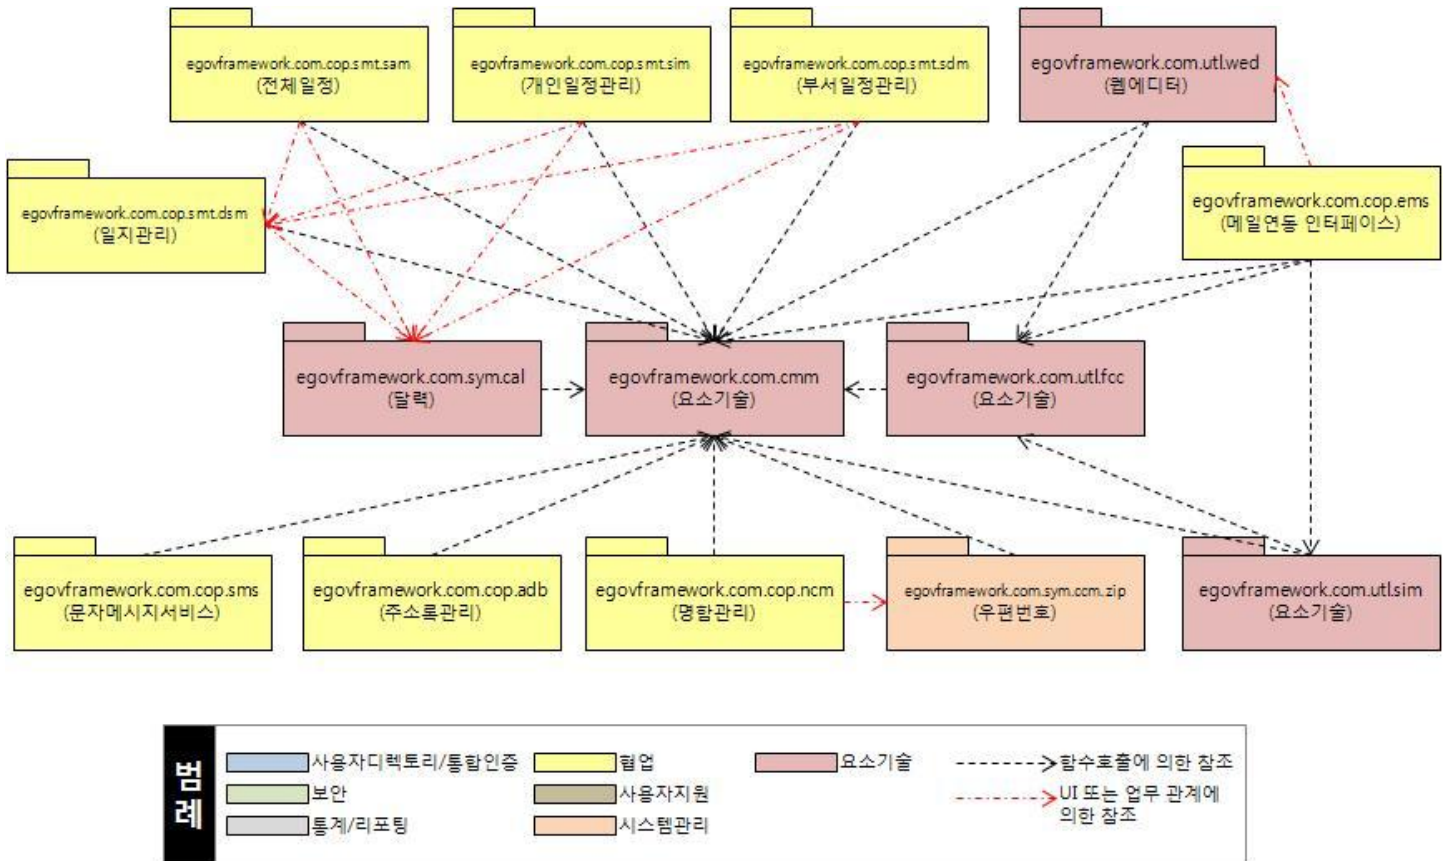 egovframework.com.cop.smt.sam
(전체일정)
egovframework.com.cop.smt.sim
(개인일정관리)
egovframework.com.cop.smt.sdm
(부서일정관리)
egovframework.com.utl.wed
(웹에디터)
egovframework.com.cop.smt.dsm
(일지관리)
egovframework.com.cop.ems
(메일연동 인터페이스)
egovframework.com.sym.cal
(달력)
egovframework.com.cmm
(요소기술)
egovframework.com.utl.fcc
(요소기술)
egovframework.com.cop.sms
(문자메시지서비스)
egovframework.com.cop.adb
(주소록관리)
egovframework.com.cop.ncm
(명함관리)
egovframework.com.sym.ccm.zip
(우편번호)
egovframework.com.utl.sim
(요소기술)
범례
사용자디렉토리/통합인증
협업
요소기술
함수호출에 의한 참조
보안
사용자지원
UI 또는 업무 관계에
의한 참조
통계/리포팅
시스템관리